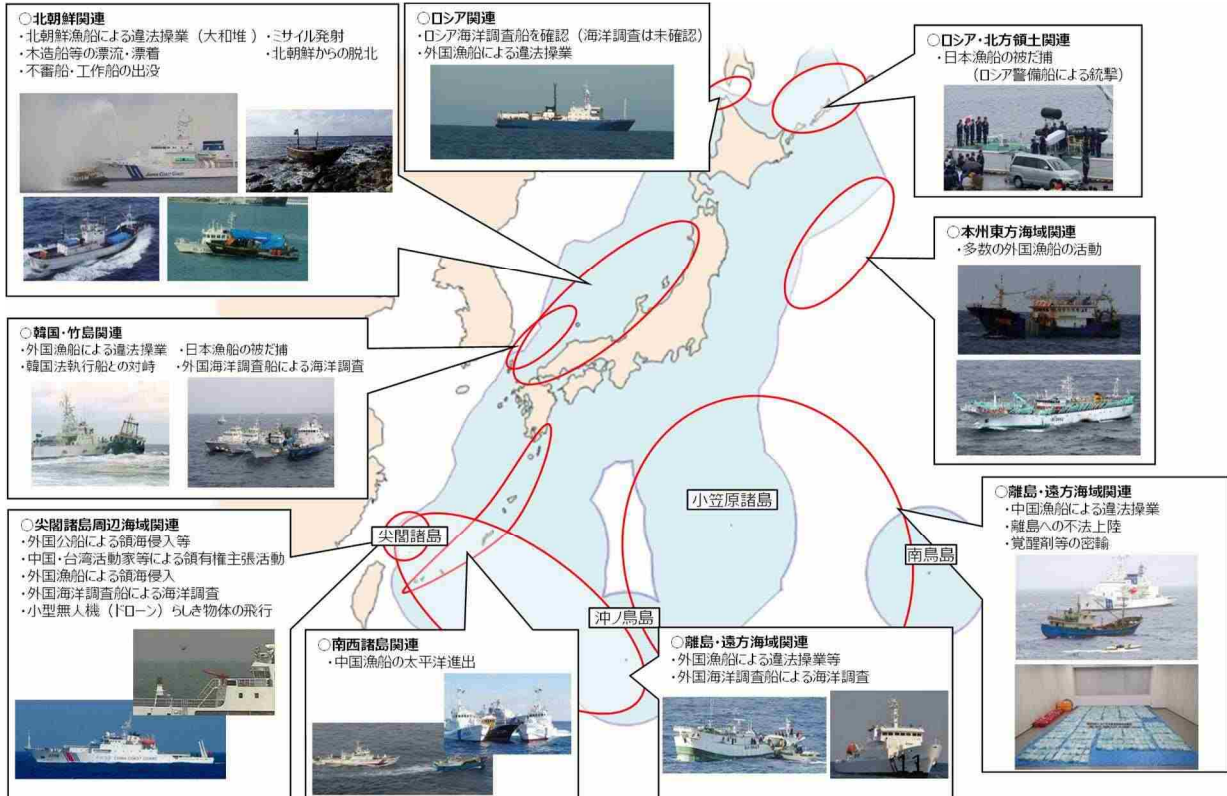 ○北朝鮮関連
・北朝鮮漁船による違法操業（大和堆）・ミサイル発射
・木造船等の漂流・漂着 ・北朝鮮からの脱北
・不審船・工作船の出没
○ロシア関連
・ロシア海洋調査船を確認（海洋調査は未確認）
・外国漁船による違法操業
○ロシア・北方領土関連
・日本漁船の被だ捕
（ロシア警備船による銃撃）
○本州東方海域関連
・多数の外国漁船の活動
○韓国・竹島関連
・外国漁船による違法操業 ・日本漁船の被だ捕
・韓国法執行船との対峙 ・外国海洋調査船による海洋調査
○尖閣諸島周辺海域関連
・外国公船による領海侵入等
・中国・台湾活動家等による領有権主張活動
・外国漁船による領海侵入
・外国海洋調査船による海洋調査
・小型無人機（ドローン）らしき物体の飛行
尖閣諸島
小笠原諸島
南鳥島
沖ノ鳥島
○離島・遠方海域関連
・中国漁船による違法操業
・離島への不法上陸
・覚醒剤等の密輸
○南西諸島関連
・中国漁船の太平洋進出
○離島・遠方海域関連
・外国漁船による違法操業等
・外国海洋調査船による海洋調査